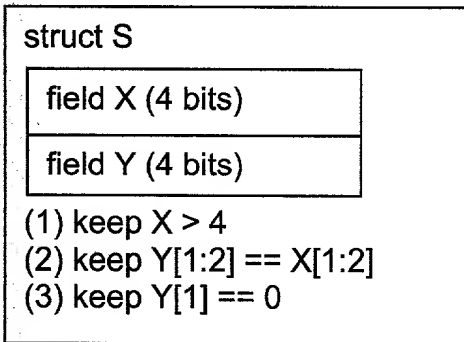 struct S
field X (4 bits)
field Y (4 bits)
(1) keep X > 4
(2) keep Y[1:2] == X[1:2]
(3) keep Y[1] == 0